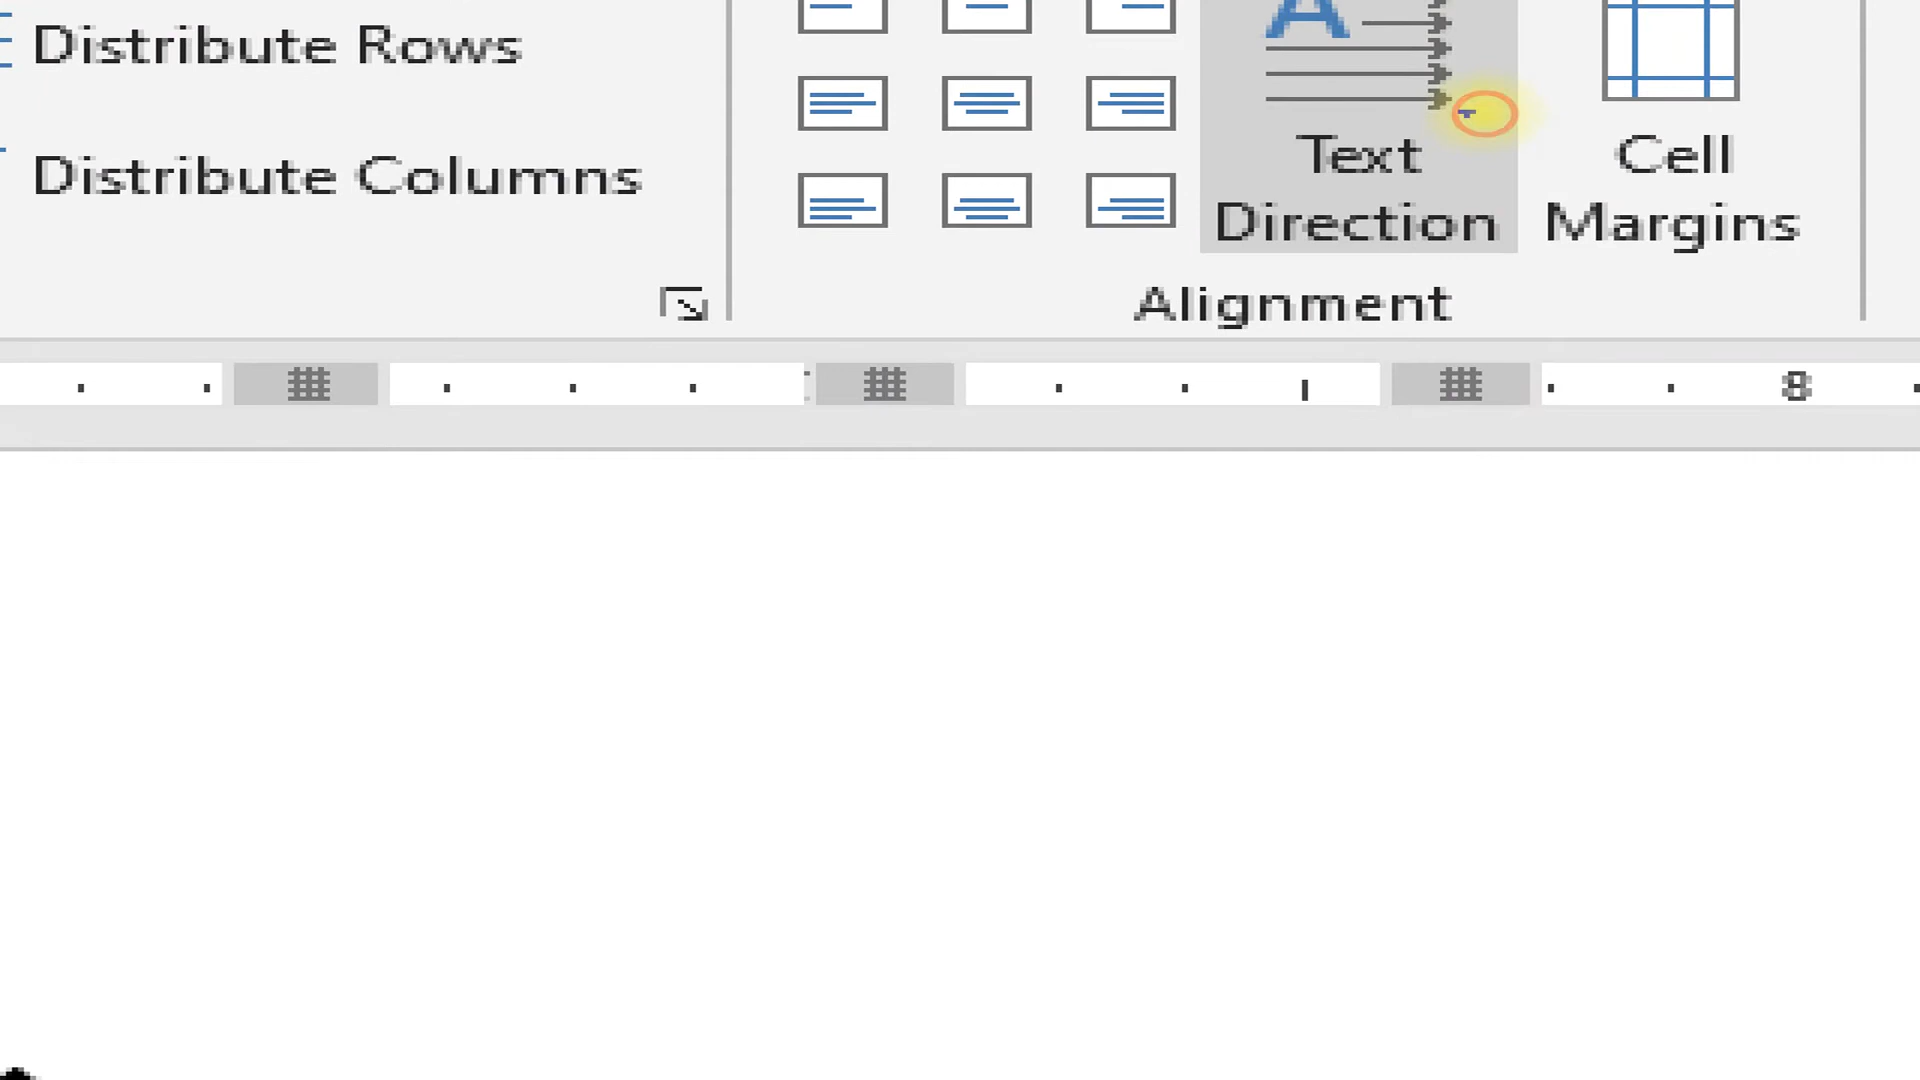 Distribute Rows
Distribute Columns
A
Text
Direction
Cell
Margins
Alignment
8